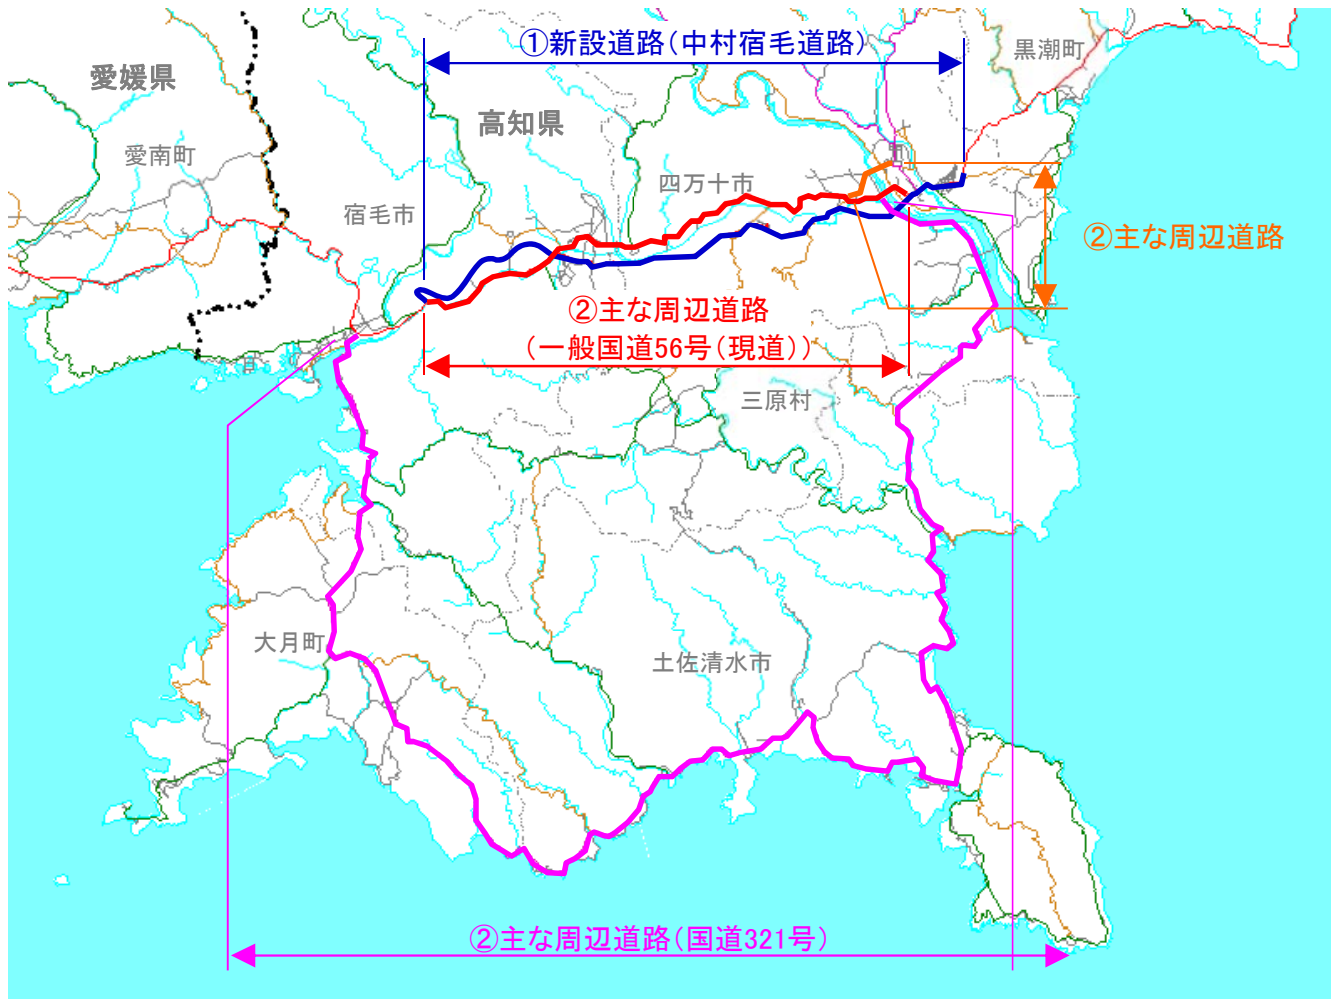 ①新設道路(中村宿毛道路)
黒潮町
愛媛県
高知県
愛南町
四万十市
宿毛市
②主な周辺道路
②主な周辺道路
(一般国道56号(現道))
三原村
大月町
土佐清水市
②主な周辺道路(国道321号)